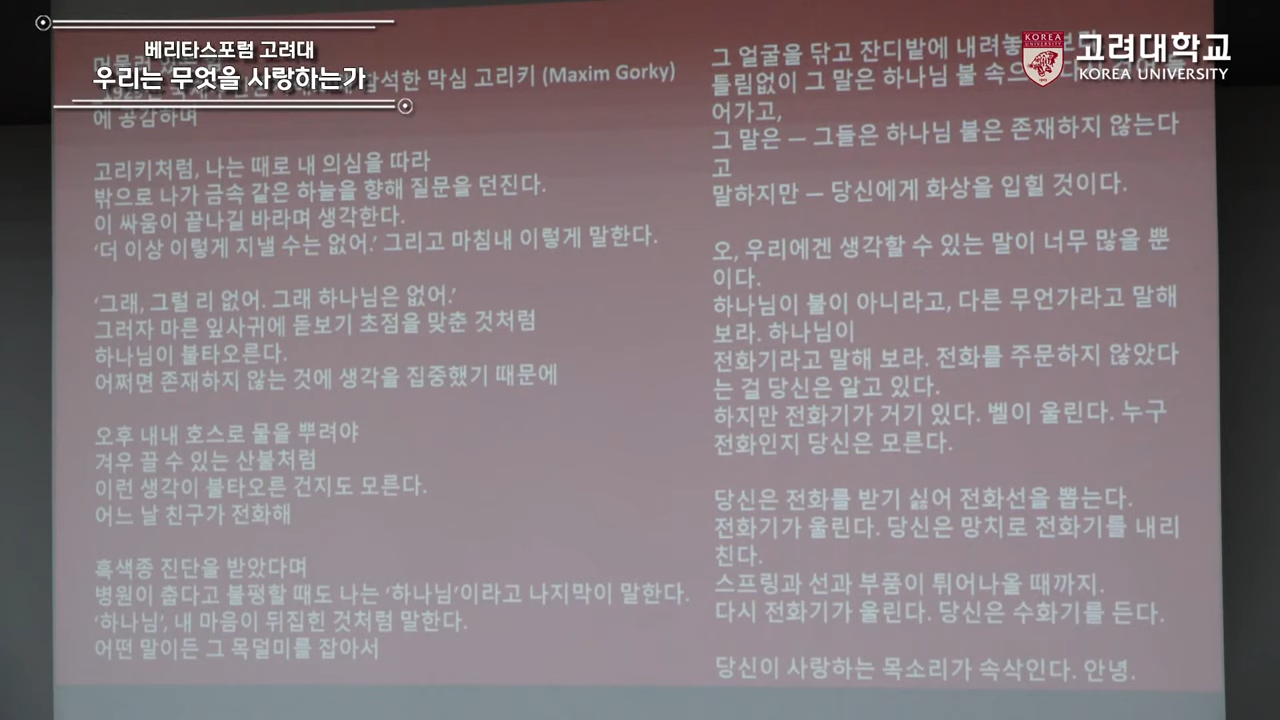 베리타스포럼 고려대
우리는 무엇을 사랑하는가
고려대학교
KOREA UNIVERSITY
KOREA
UNIVERSITY
참석한 막심 고리키 (Maxim Gorky)
에 공감하며
고리키처럼, 나는 때로 내 의심을 따라
밖으로 나가 금속 같은 하늘을 향해 질문을 던진다.
이 싸움이 끝나길 바라며 생각한다.
‘더 이상 이렇게 지낼 수는 없어.’ 그리고 마침내 이렇게 말한다.
‘그래, 그럴 리 없어. 그래 하나님은 없어.’
그러자 마른 잎사귀에 돋보기 초점을 맞춘 것처럼
하나님이 불타오른다.
어쩌면 존재하지 않는 것에 생각을 집중했기 때문에
오후 내내 호스로 물을 뿌려야
겨우 끌 수 있는 산불처럼
이런 생각이 불타오른 건지도 모른다.
어느 날 친구가 전화해
흑색종 진단을 받았다며
병원이 춥다고 불평할 때도 나는 ‘하나님’이라고 나지막이 말한다.
‘하나님’, 내 마음이 뒤집힌 것처럼 말한다.
어떤 말이든 그 목덜미를 잡아서
그 얼굴을 닦고 잔디밭에 내려놓
틀림없이 그 말은 하나님 불 속으
어가고,
그 말은 – 그들은 하나님 불은 존재하지 않는다
고
말하지만 – 당신에게 화상을 입힐 것이다.
오, 우리에겐 생각할 수 있는 말이 너무 많을 뿐
이다.
하나님이 불이 아니라고, 다른 무언가라고 말해
보라. 하나님이
전화기라고 말해 보라. 전화를 주문하지 않았다
는 걸 당신은 알고 있다.
하지만 전화기가 거기 있다. 벨이 울린다. 누구
전화인지 당신은 모른다.
당신은 전화를 받기 싫어 전화선을 뽑는다.
전화기가 울린다. 당신은 망치로 전화기를 내리
친다.
스프링과 선과 부품이 튀어나올 때까지.
다시 전화기가 울린다. 당신은 수화기를 든다.
당신이 사랑하는 목소리가 속삭인다. 안녕.